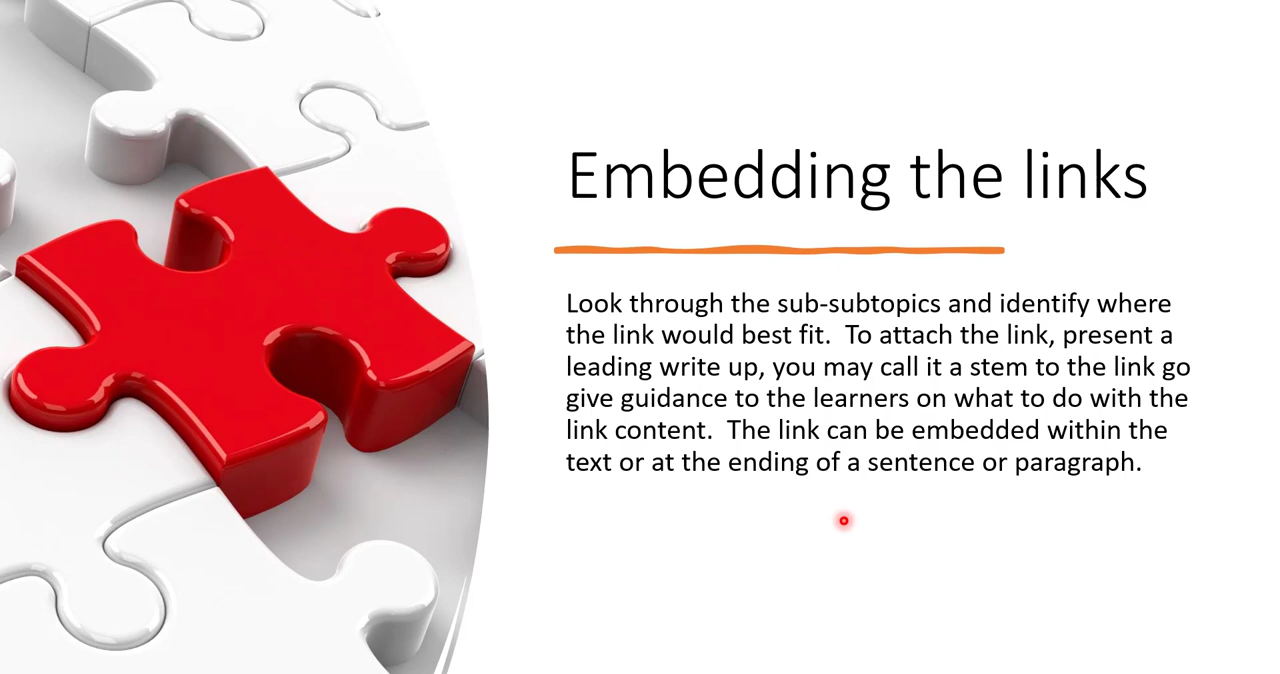 Embedding the links
Look through the sub-subtopics and identify where
the link would best fit.  To attach the link, present a
leading write up, you may call it a stem to the link go
give guidance to the learners on what to do with the
link content.  The link can be embedded within the
text or at the ending of a sentence or paragraph.